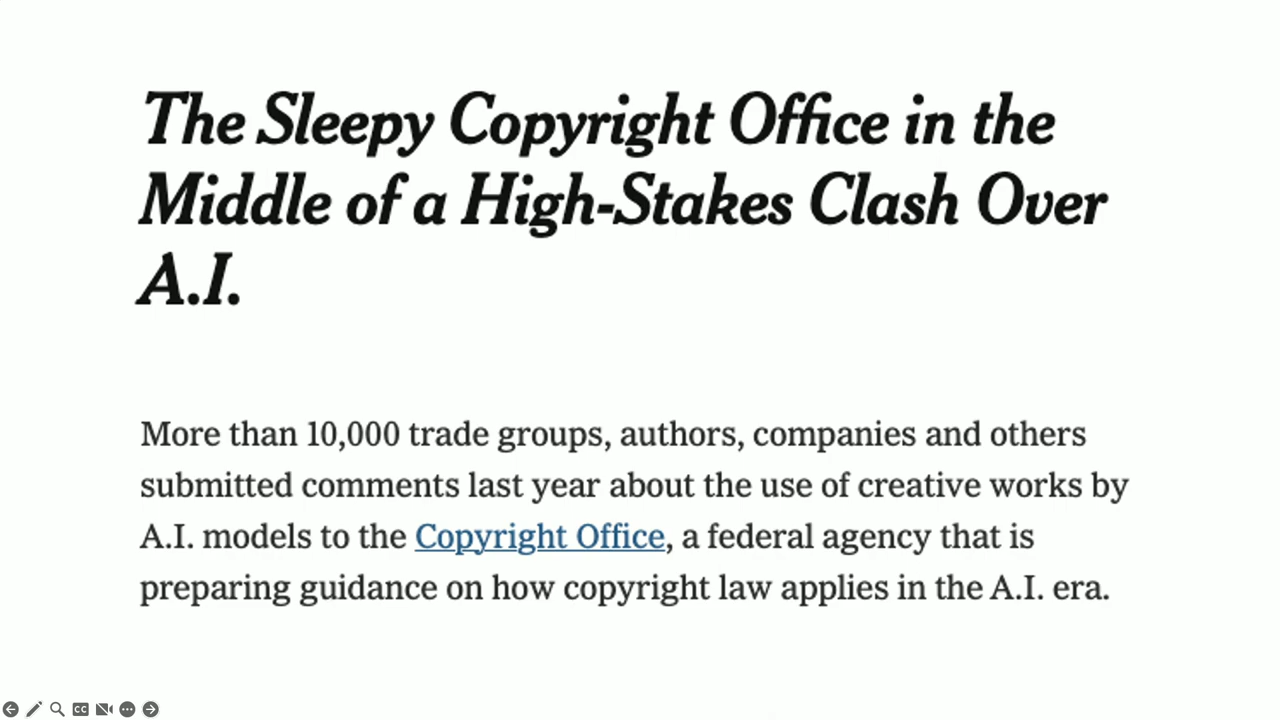 The Sleepy Copyright Office in the
Middle of a High-Stakes Clash Over
A.I.
More than 10,000 trade groups, authors, companies and others
submitted comments last year about the use of creative works by
A.I. models to the Copyright Office, a federal agency that is
preparing guidance on how copyright law applies in the A.I. era.
CC